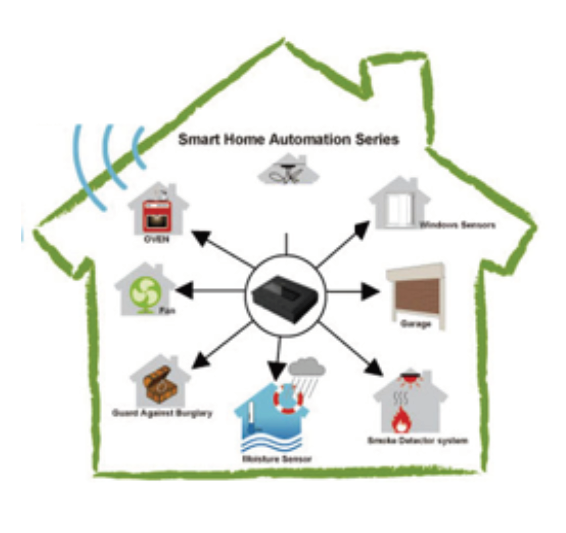 Smart Home Automation Series
OVEN
Windows Sensors
Fan
Garage
Guard Against Burglary
Smoke Detector system
Moisture Sensor